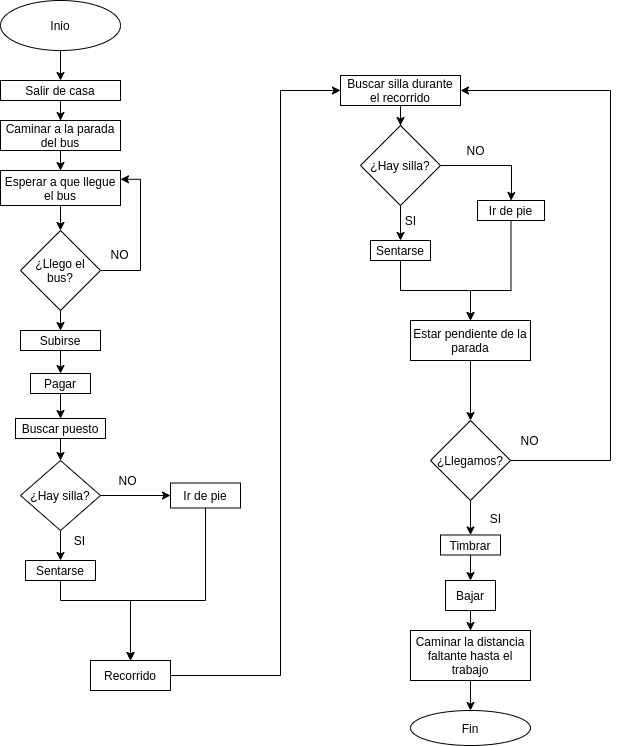 Inio
Salir de casa
Caminar a la parada
del bus
Esperar a que llegue
el bus
¿Llego el
bus?
NO
Subirse
Pagar
Buscar puesto
¿Hay silla?
NO
Ir de pie
SI
Sentarse
Recorrido
Buscar silla durante
el recorrido
¿Hay silla?
NO
Ir de pie
SI
Sentarse
Estar pendiente de la
parada
¿Llegamos?
NO
SI
Timbrar
Bajar
Caminar la distancia
faltante hasta el
trabajo
Fin